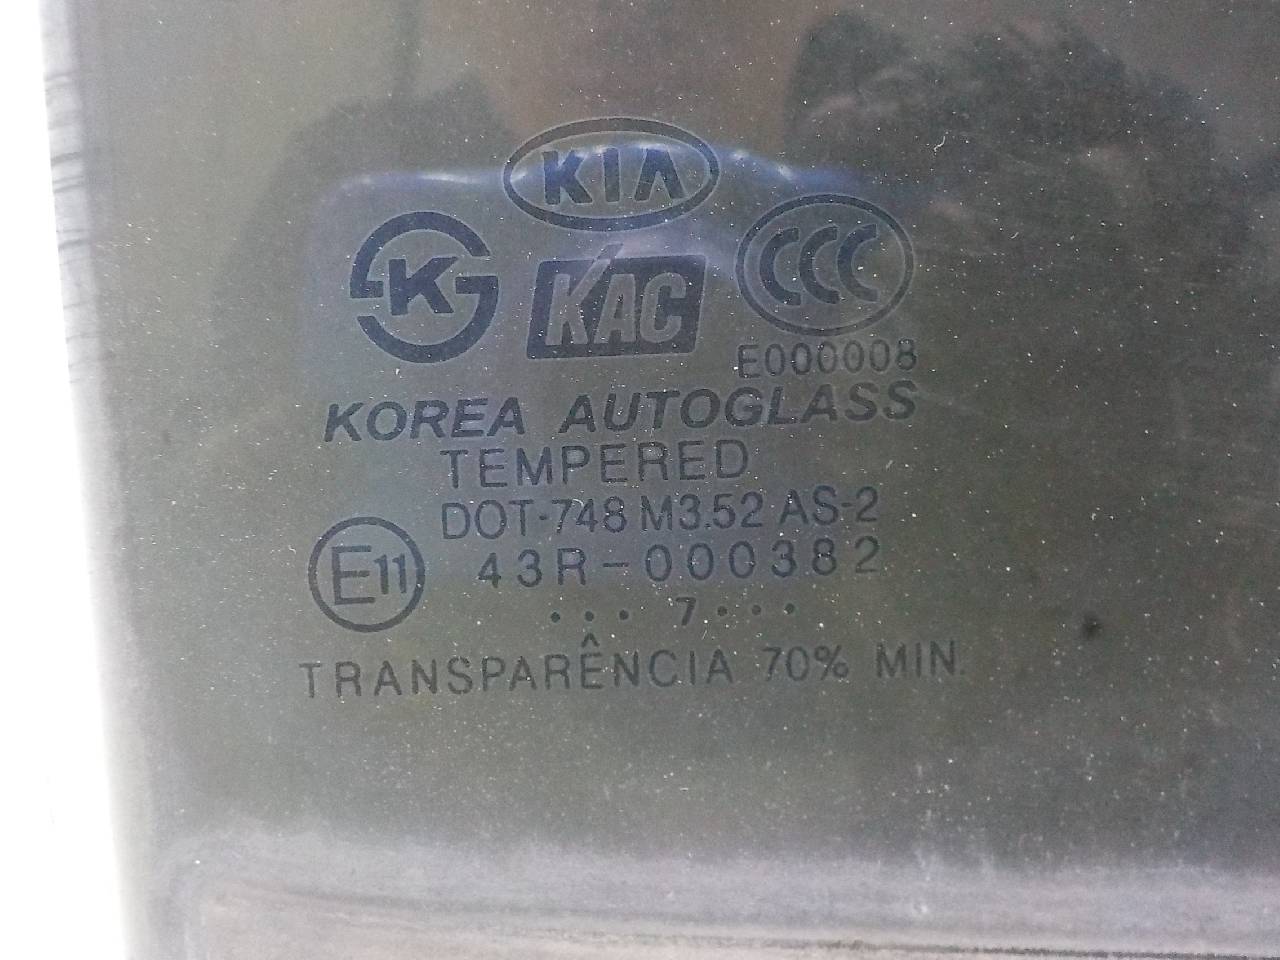 KIA
K
KAC
CCC
E000008
KOREA AUTOGLASS
TEMPERED
DOT-748 M3.52 AS-2
E11
43R-000382
... 7 ...
TRANSPARÊNCIA 70% MIN.